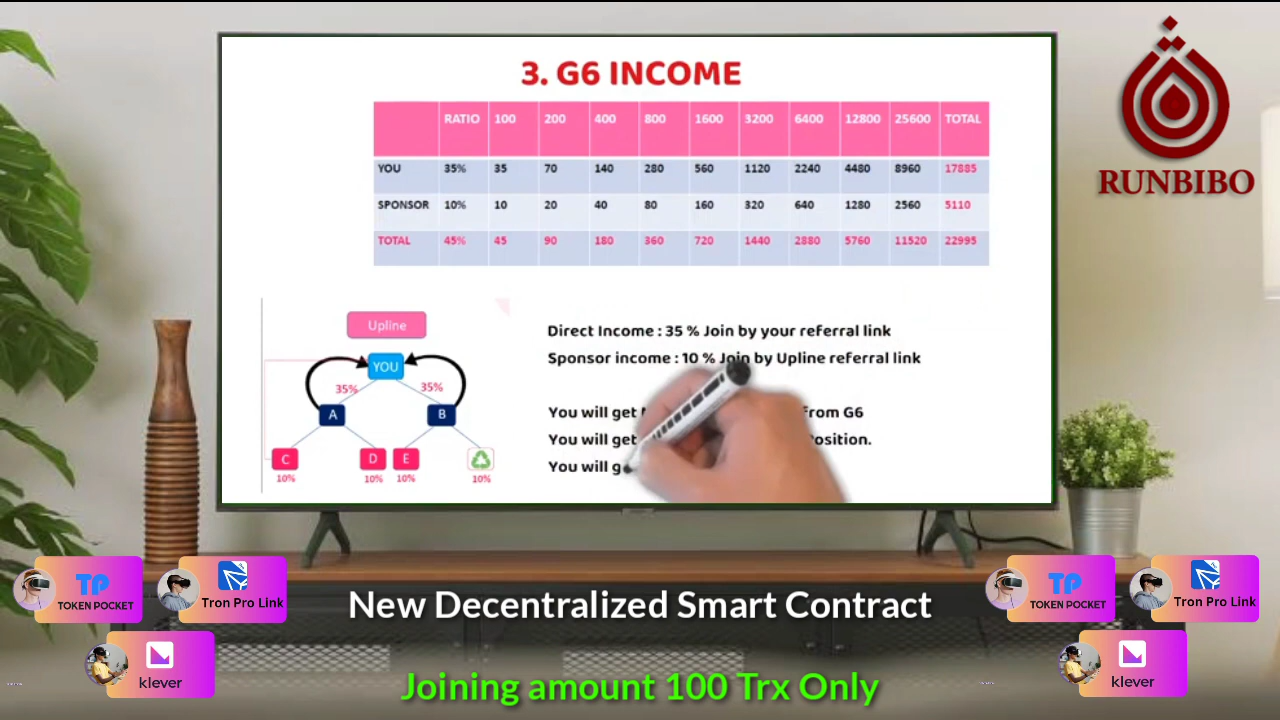 3. G6 INCOME
RATIO 100 200 400 800 1600 3200 6400 12800 25600 TOTAL
YOU 35% 35 70 140 280 560 1120 2240 4480 8960 17885
SPONSOR 10% 10 20 40 80 160 320 640 1280 2560 5110
TOTAL 45% 45 90 180 360 720 1440 2880 5760 11520 22995
RUNBIBO
Upline
YOU
35% 35%
A B
C D E
10% 10% 10% 10%
Direct Income : 35 % Join by your referral link
Sponsor income : 10 % Join by Upline referral link
You will get from G6
You will get
You will
TP
TOKEN POCKET
Tron Pro Link
klever
New Decentralized Smart Contract
Joining amount 100 Trx Only
TP
TOKEN POCKET
Tron Pro Link
klever